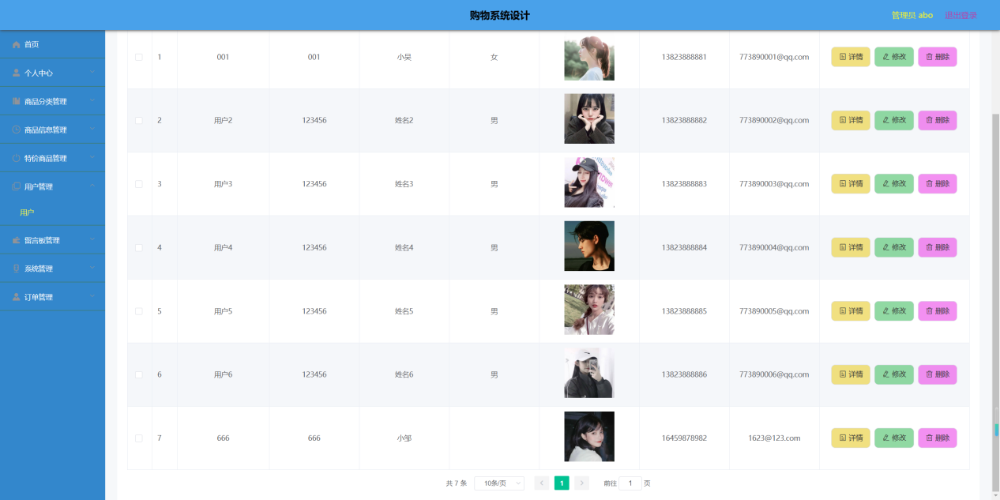 购物系统设计
管理员 abo 退出登录
首页
个人中心
商品分类管理
商品信息管理
特价商品管理
用户管理
用户
留言板管理
系统管理
订单管理
1 001 001 小吴 女 13823888881 773890001@qq.com 详情 修改 删除
2 用户2 123456 姓名2 男 13823888882 773890002@qq.com 详情 修改 删除
3 用户3 123456 姓名3 男 13823888883 773890003@qq.com 详情 修改 删除
4 用户4 123456 姓名4 男 13823888884 773890004@qq.com 详情 修改 删除
5 用户5 123456 姓名5 男 13823888885 773890005@qq.com 详情 修改 删除
6 用户6 123456 姓名6 男 13823888886 773890006@qq.com 详情 修改 删除
7 666 666 小邹 16459878982 1623@123.com 详情 修改 删除
共 7 条 10条/页 1 前往 1 页